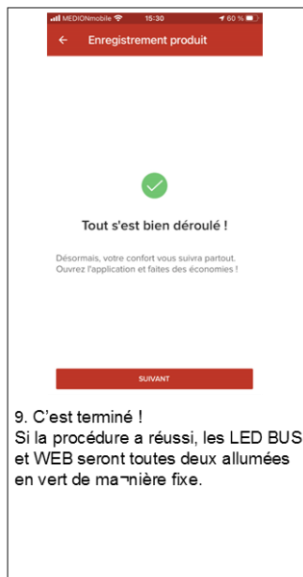 MEDIONmobile 15:30 60 %
← Enregistrement produit
Tout s'est bien déroulé !
Désormais, votre confort vous suivra partout.
Ouvrez l'application et faites des économies !
SUIVANT
9. C'est terminé !
Si la procédure a réussi, les LED BUS
et WEB seront toutes deux allumées
en vert de ma¬nière fixe.